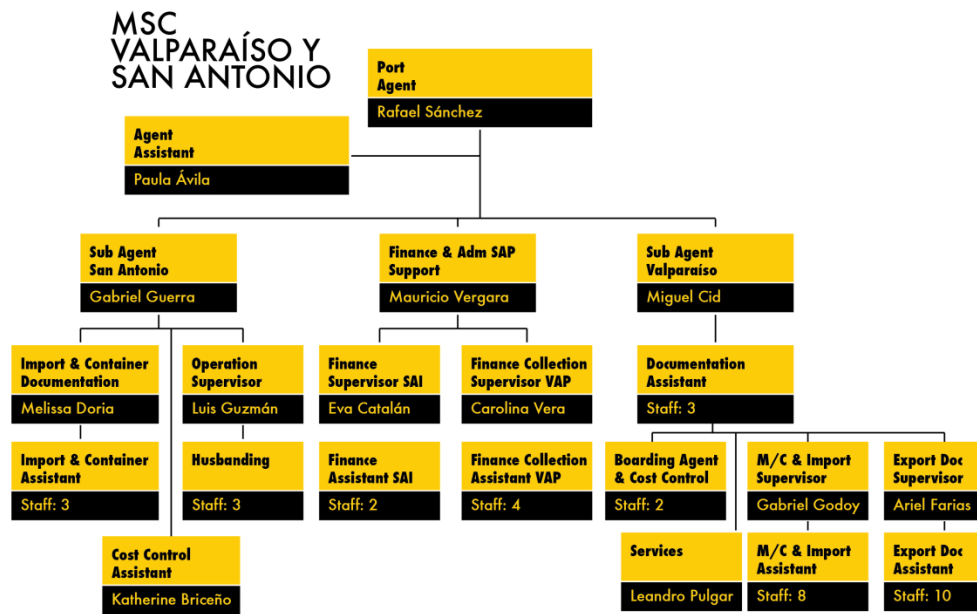 MSC
VALPARAÍSO Y
SAN ANTONIO
Port
Agent
Rafael Sánchez
Agent
Assistant
Paula Ávila
Sub Agent
San Antonio
Gabriel Guerra
Finance & Adm SAP
Support
Mauricio Vergara
Sub Agent
Valparaíso
Miguel Cid
Import & Container
Documentation
Melissa Doria
Operation
Supervisor
Luis Guzmán
Finance
Supervisor SAI
Eva Catalán
Finance Collection
Supervisor VAP
Carolina Vera
Documentation
Assistant
Staff: 3
Import & Container
Assistant
Staff: 3
Husbanding
Staff: 3
Finance
Assistant SAI
Staff: 2
Finance Collection
Assistant VAP
Staff: 4
Boarding Agent
& Cost Control
Staff: 2
M/C & Import
Supervisor
Gabriel Godoy
Export Doc
Supervisor
Ariel Farias
Cost Control
Assistant
Katherine Briceño
Services
Leandro Pulgar
M/C & Import
Assistant
Staff: 8
Export Doc
Assistant
Staff: 10